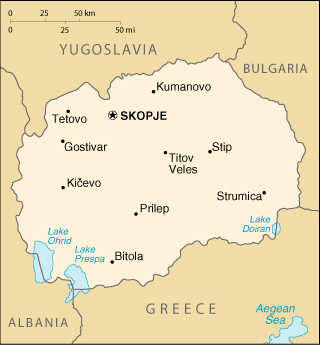 0 25 50 km
0 25 50 mi
YUGOSLAVIA
BULGARIA
Kumanovo
Tetovo
SKOPJE
Gostivar
Titov
Veles
Stip
Kičevo
Strumica
Prilep
Lake
Doiran
Lake
Ohrid
Lake
Prespa
Bitola
GREECE
Aegean
Sea
ALBANIA